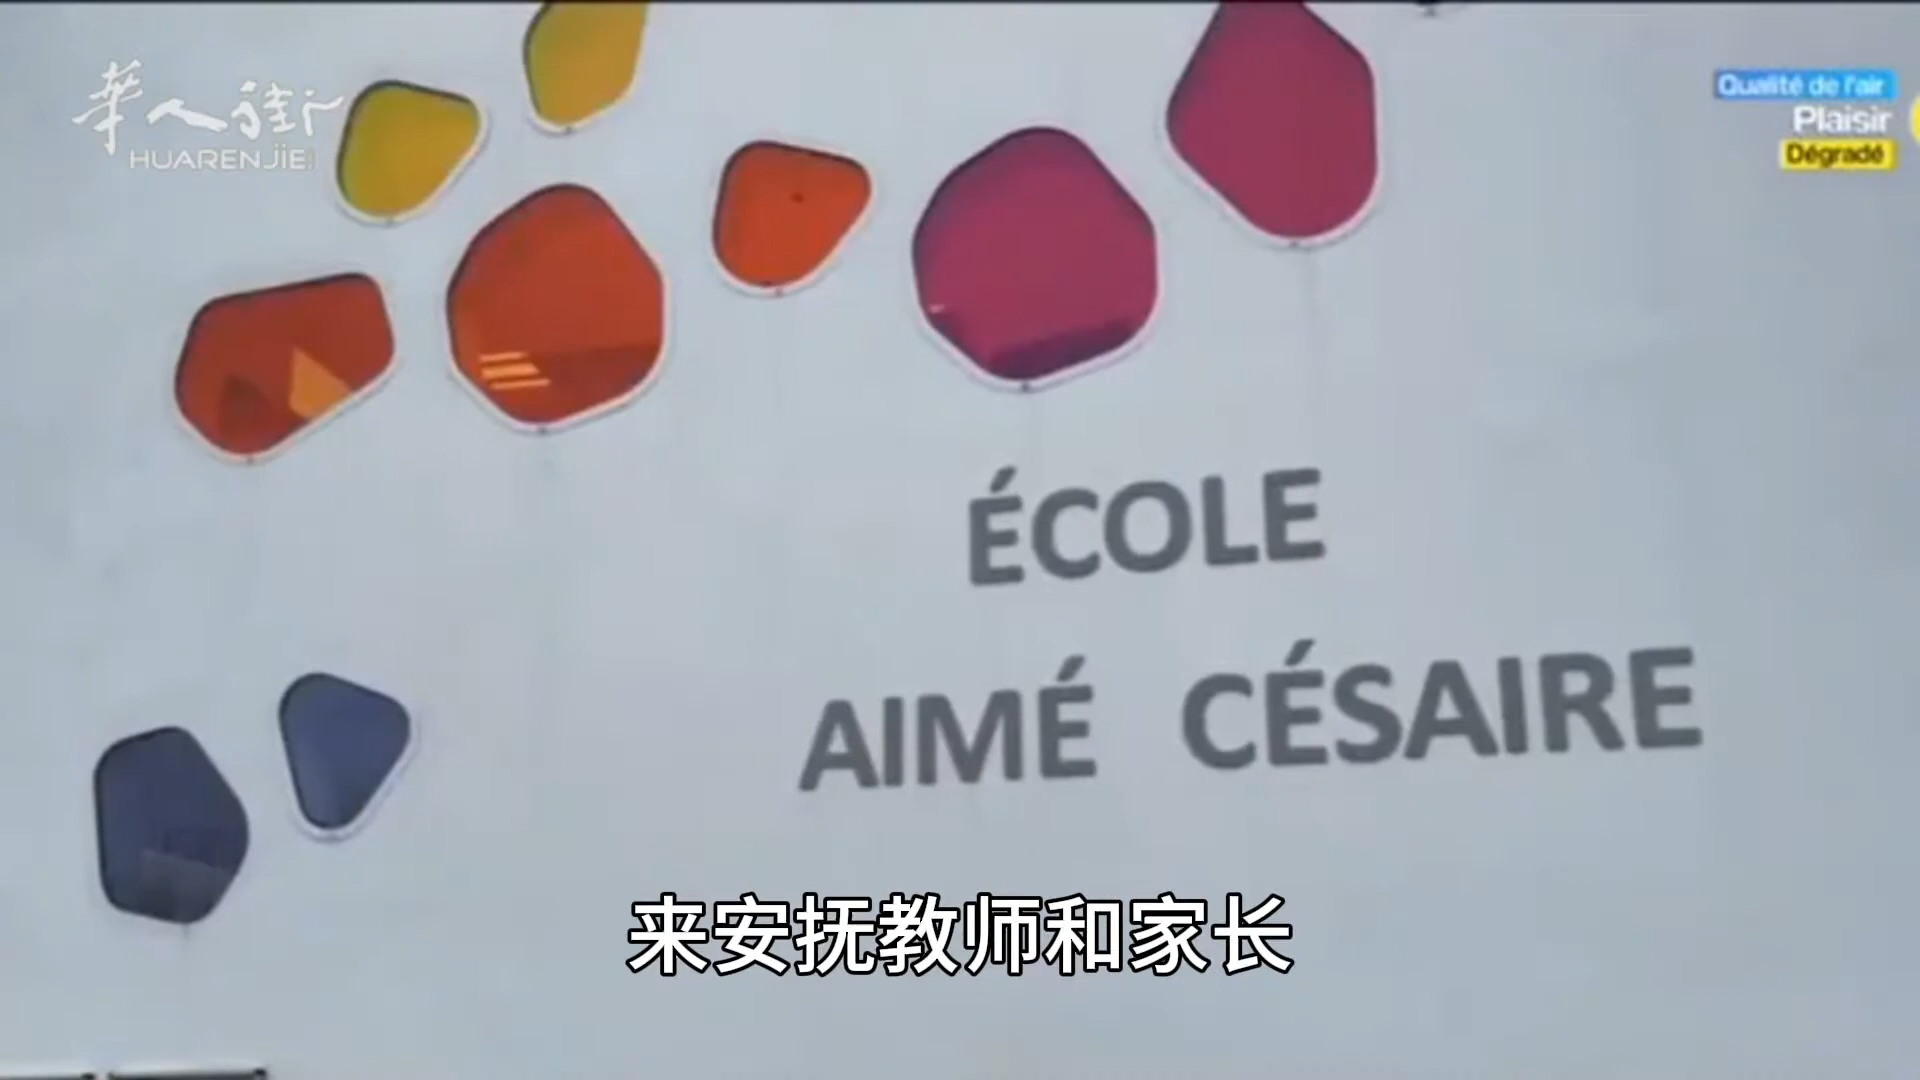 華人街
HUARENJIE
Qualité de l'air
Plaisir
Dégradé
ÉCOLE
AIMÉ CÉSAIRE
来安抚教师和家长